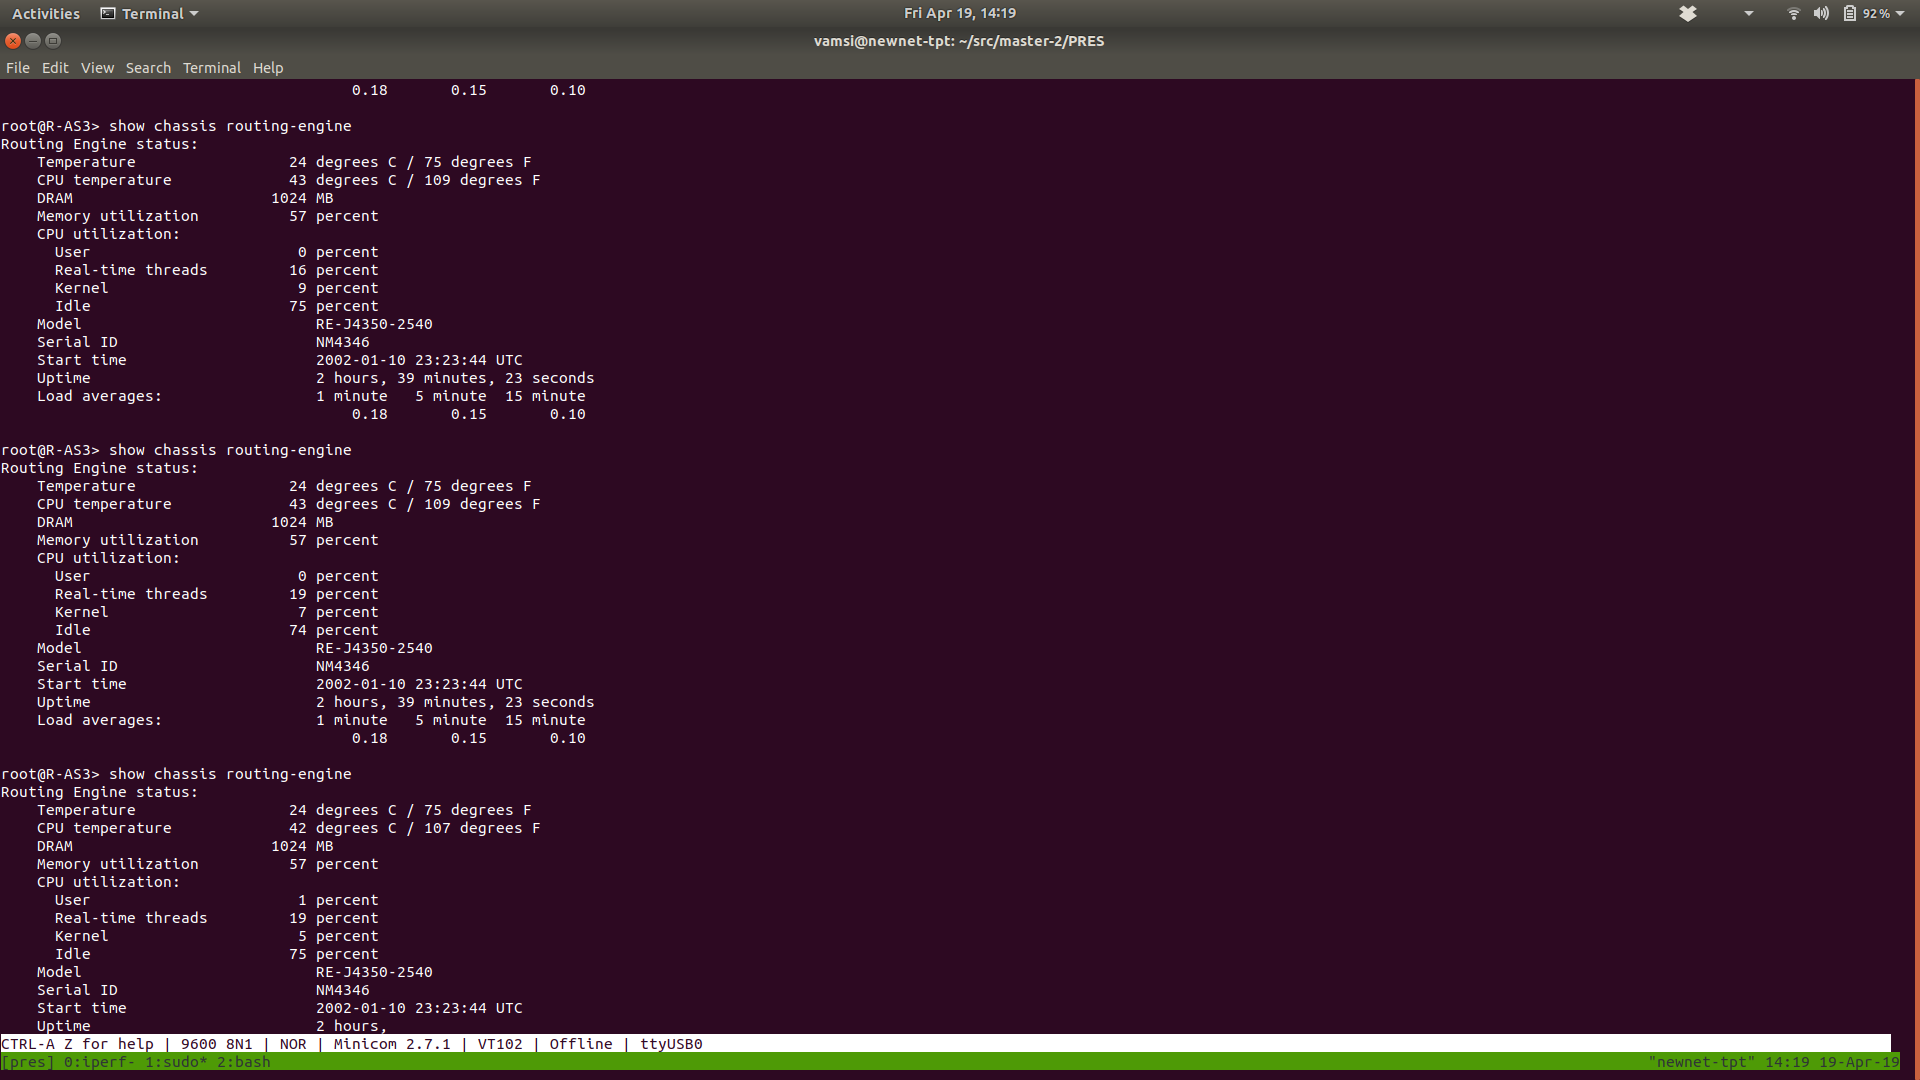 Activities Terminal Fri Apr 19, 14:19 92%
vamsi@newnet-tpt: ~/src/master-2/PRES
File Edit View Search Terminal Help
0.18 0.15 0.10
root@R-AS3> show chassis routing-engine
Routing Engine status:
Temperature 24 degrees C / 75 degrees F
CPU temperature 43 degrees C / 109 degrees F
DRAM 1024 MB
Memory utilization 57 percent
CPU utilization:
User 0 percent
Real-time threads 16 percent
Kernel 9 percent
Idle 75 percent
Model RE-J4350-2540
Serial ID NM4346
Start time 2002-01-10 23:23:44 UTC
Uptime 2 hours, 39 minutes, 23 seconds
Load averages: 1 minute 5 minute 15 minute
0.18 0.15 0.10
root@R-AS3> show chassis routing-engine
Routing Engine status:
Temperature 24 degrees C / 75 degrees F
CPU temperature 43 degrees C / 109 degrees F
DRAM 1024 MB
Memory utilization 57 percent
CPU utilization:
User 0 percent
Real-time threads 19 percent
Kernel 7 percent
Idle 74 percent
Model RE-J4350-2540
Serial ID NM4346
Start time 2002-01-10 23:23:44 UTC
Uptime 2 hours, 39 minutes, 23 seconds
Load averages: 1 minute 5 minute 15 minute
0.18 0.15 0.10
root@R-AS3> show chassis routing-engine
Routing Engine status:
Temperature 24 degrees C / 75 degrees F
CPU temperature 42 degrees C / 107 degrees F
DRAM 1024 MB
Memory utilization 57 percent
CPU utilization:
User 1 percent
Real-time threads 19 percent
Kernel 5 percent
Idle 75 percent
Model RE-J4350-2540
Serial ID NM4346
Start time 2002-01-10 23:23:44 UTC
Uptime 2 hours,
CTRL-A Z for help | 9600 8N1 | NOR | Minicom 2.7.1 | VT102 | Offline | ttyUSB0
[pres] 0:iperf- 1:sudo* 2:bash "newnet-tpt" 14:19 19-Apr-19